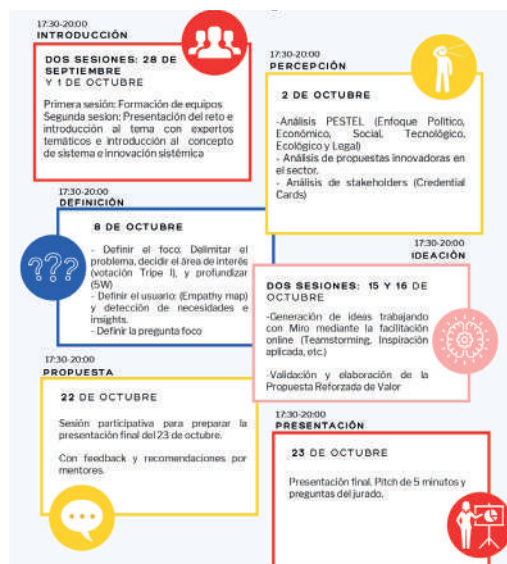 17:30-20:00
INTRODUCCIÓN
DOS SESIONES: 28 DE
SEPTIEMBRE
Y 1 DE OCTUBRE
Primera sesión: Formación de equipos
Segunda sesion: Presentación del reto e
introducción al tema con expertos
temáticos e introducción al concepto
de sistema e innovación sistémica
17:30-20:00
PERCEPCIÓN
2 DE OCTUBRE
-Análisis PESTEL (Enfoque Político,
Económico, Social, Tecnológico,
Ecológico y Legal)
- Análisis de propuestas innovadoras en
el sector.
- Análisis de stakeholders (Credential
Cards)
17:30-20:00
DEFINICIÓN
8 DE OCTUBRE
- Definir el foco: Delimitar el
problema, decidir el área de interés
(votación Tripe I), y profundizar
(5W)
- Definir el usuario: (Empathy map)
y detección de necesidades e
insights.
- Definir la pregunta foco
???
17:30-20:00
IDEACIÓN
DOS SESIONES: 15 Y 16 DE
OCTUBRE
-Generación de ideas trabajando
con Miro mediante la facilitación
online (Teamstorming, Inspiración
aplicada, etc.)
-Validación y elaboración de la
Propuesta Reforzada de Valor
17:30-20:00
PROPUESTA
22 DE OCTUBRE
Sesión participativa para preparar la
presentación final del 23 de octubre.
Con feedback y recomendaciones por
mentores.
17:30-20:00
PRESENTACIÓN
23 DE OCTUBRE
Presentación final. Pitch de 5 minutos y
preguntas del jurado.